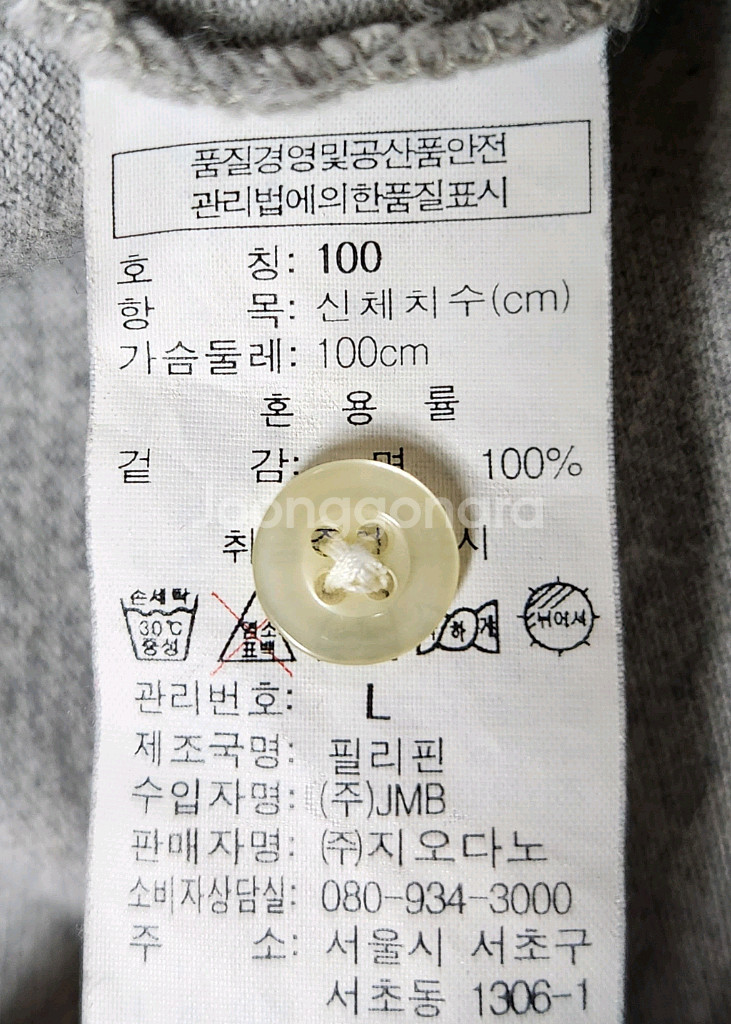 품질경영및공산품안전
관리법에의한품질표시
호 칭: 100
항 목: 신체치수(cm)
가슴둘레: 100cm
혼 용 률
겉 감: 면 100%
Joonggonara
취 시
손세탁
30℃
중성
염소
표백
하 게
뉘어서
관리번호: L
제조국명: 필리핀
수입자명: (주)JMB
판매자명: ㈜지오다노
소비자상담실: 080-934-3000
주 소: 서울시 서초구
서초동 1306-1